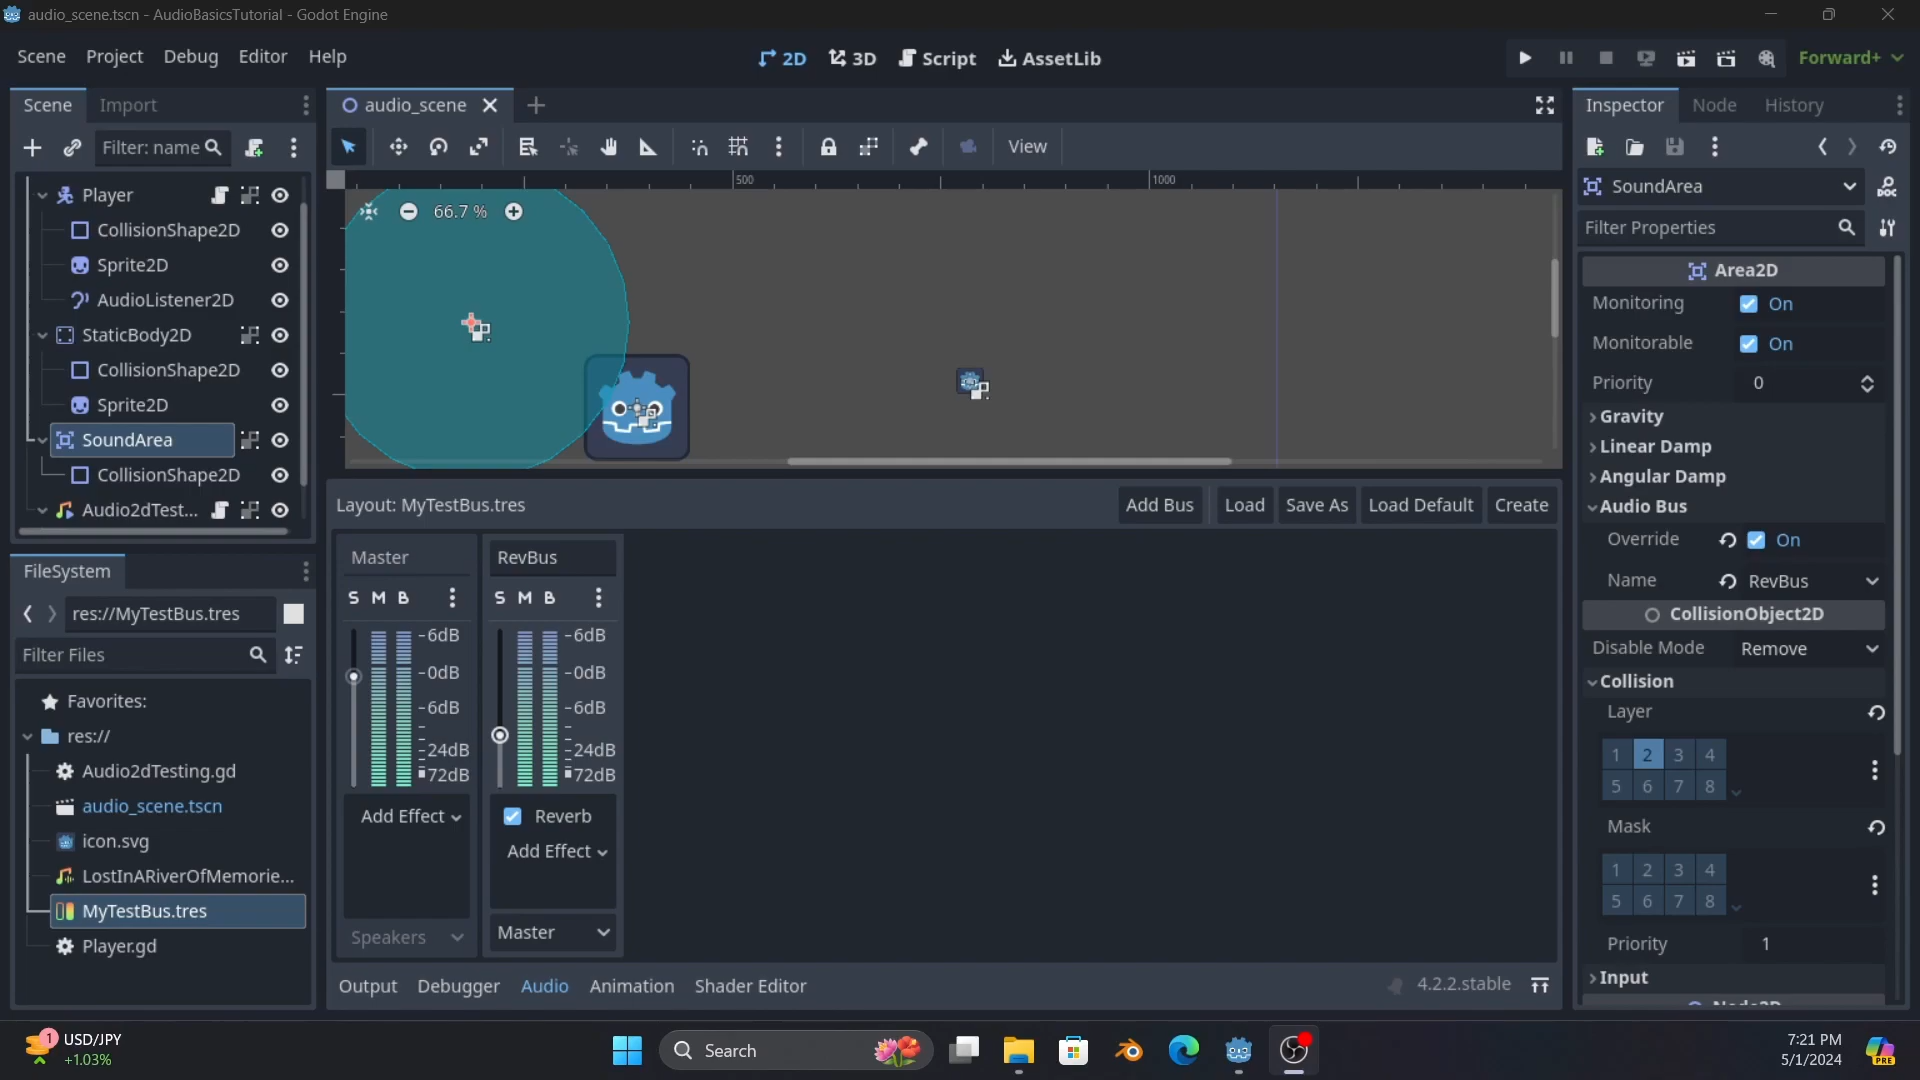 audio_scene.tscn - AudioBasicsTutorial - Godot Engine
Scene Project Debug Editor Help
2D 3D Script AssetLib
Forward+
Scene Import
audio_scene
Inspector Node History
Filter: name
View
Player
CollisionShape2D
Sprite2D
AudioListener2D
StaticBody2D
CollisionShape2D
Sprite2D
SoundArea
CollisionShape2D
Audio2dTest...
500
1000
66.7 %
SoundArea
Filter Properties
Area2D
Monitoring On
Monitorable On
Priority 0
Gravity
Linear Damp
Angular Damp
Audio Bus
Override On
Name RevBus
CollisionObject2D
Disable Mode Remove
Collision
Layer
1 2 3 4
5 6 7 8
Mask
1 2 3 4
5 6 7 8
Priority 1
Input
Node2D
Layout: MyTestBus.tres
Add Bus Load Save As Load Default Create
Master
S M B
-6dB
-0dB
-6dB
-24dB
72dB
Add Effect
Speakers
RevBus
S M B
-6dB
-0dB
-6dB
-24dB
72dB
Reverb
Add Effect
Master
FileSystem
res://MyTestBus.tres
Filter Files
Favorites:
res://
Audio2dTesting.gd
audio_scene.tscn
icon.svg
LostInARiverOfMemorie...
MyTestBus.tres
Player.gd
Output Debugger Audio Animation Shader Editor
4.2.2.stable
1
USD/JPY
+1.03%
Search
7:21 PM
5/1/2024
PRE